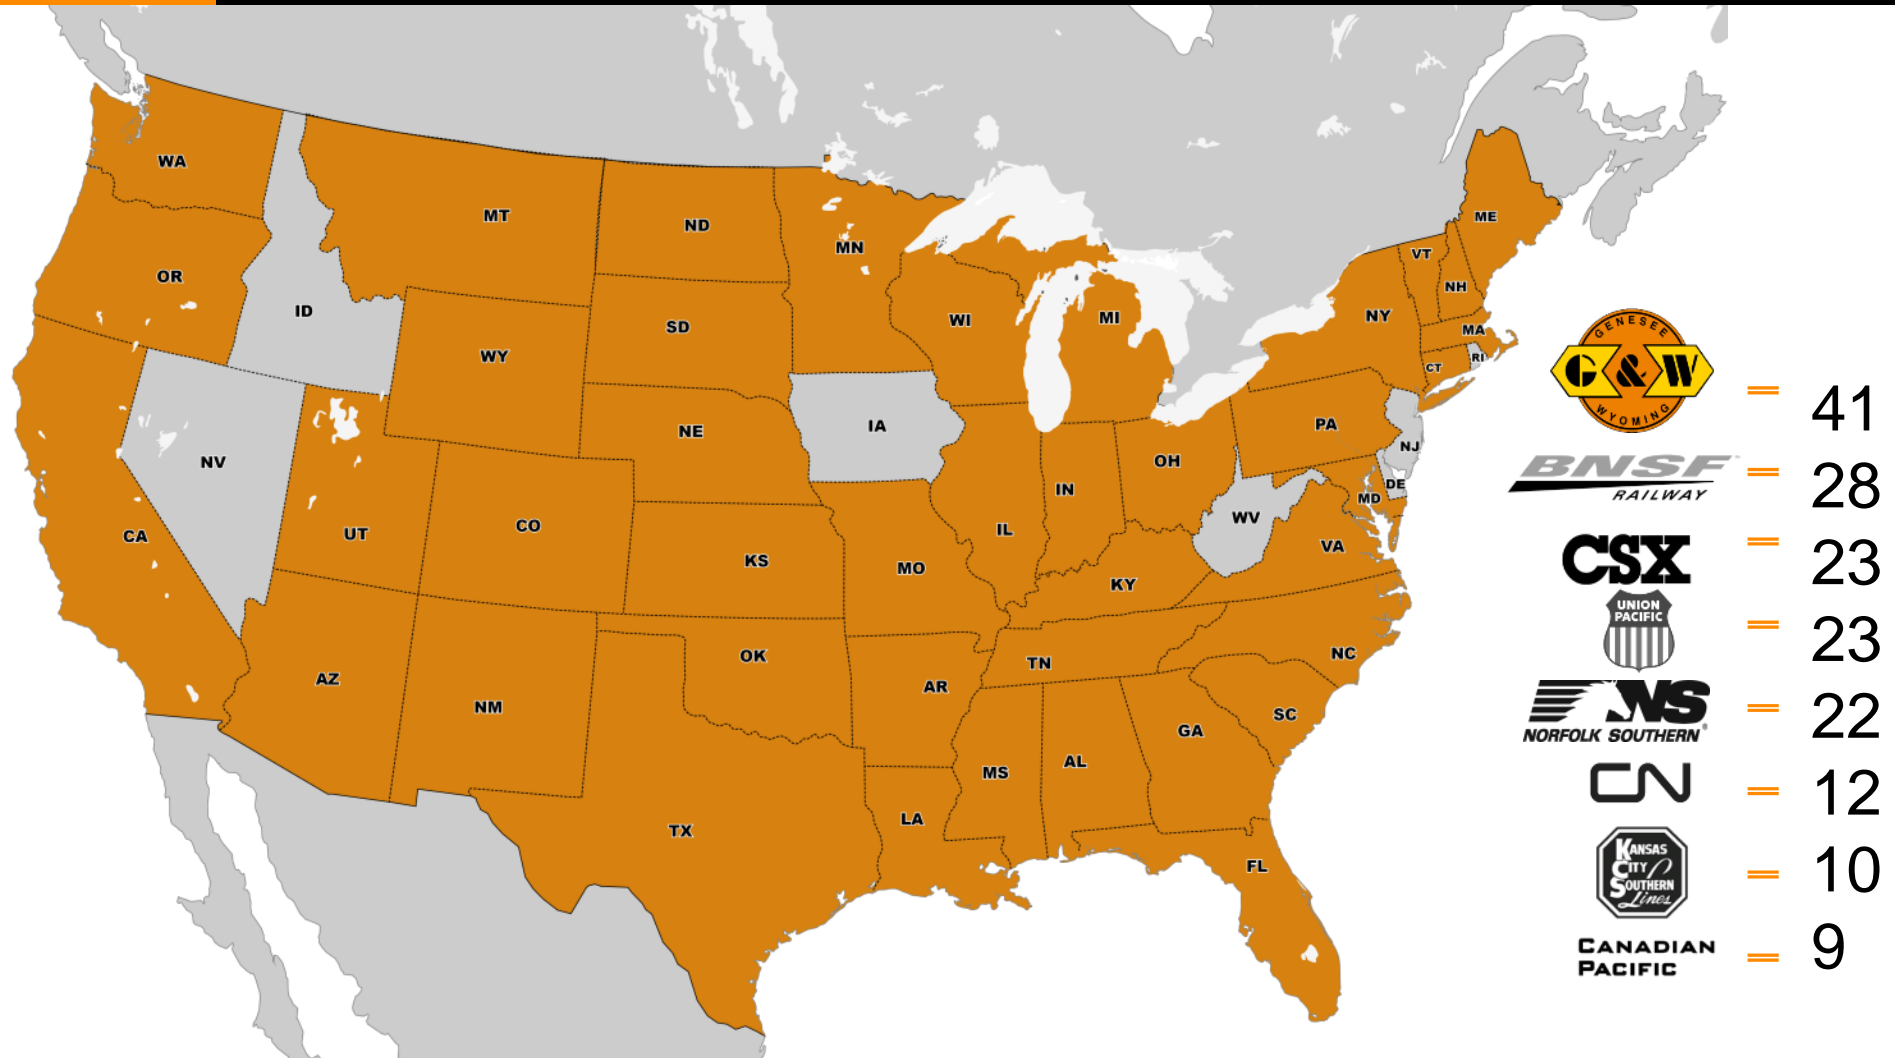 WA
MT
ND
MN
ME
VT
OR
NH
ID
NY
WI
MI
SD
MA
WY
RI
CT
GENESEE
G & W
WYOMING
41
PA
IA
NE
NJ
NV
OH
BNSF
RAILWAY
28
DE
IN
MD
WV
CO
IL
CA
UT
VA
KS
MO
CSX
23
KY
UNION
PACIFIC
23
NC
OK
TN
AZ
AR
NM
SC
NS
NORFOLK SOUTHERN
22
GA
AL
MS
CN
12
LA
TX
KANSAS
CITY
SOUTHERN
Lines
10
FL
CANADIAN
PACIFIC
9